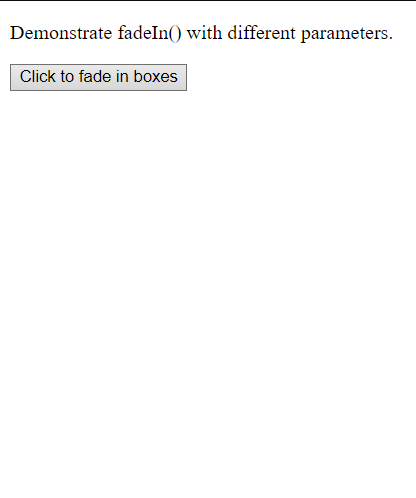 Demonstrate fadeIn() with different parameters.
Click to fade in boxes